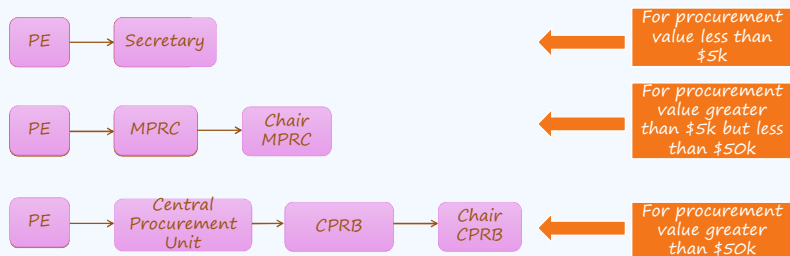 PE
Secretary
For procurement
value less than
$5k
PE
MPRC
Chair
MPRC
For procurement
value greater
than $5k but less
than $50k
PE
Central
Procurement
Unit
CPRB
Chair
CPRB
For procurement
value greater
than $50k